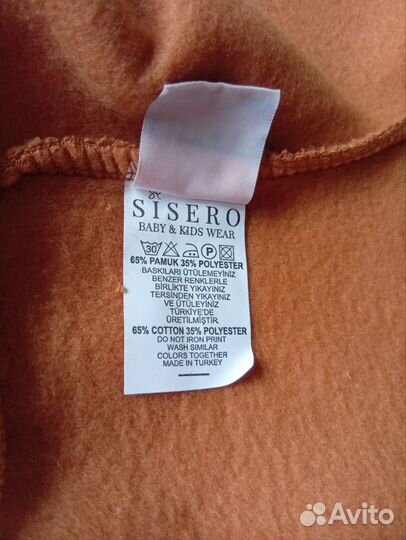 SISERO
BABY & KIDS WEAR
30 P
65% PAMUK 35% POLYESTER
BASKILARI ÜTÜLEMEYİNİZ
BENZER RENKLERLE
BİRLİKTE YIKAYINIZ
TERSİNDEN YIKAYINIZ
VE ÜTÜLEYİNİZ
TÜRKİYE'DE
ÜRETİLMİŞTİR.
65% COTTON 35% POLYESTER
DO NOT IRON PRINT
WASH SIMILAR
COLORS TOGETHER
MADE IN TURKEY
Avito